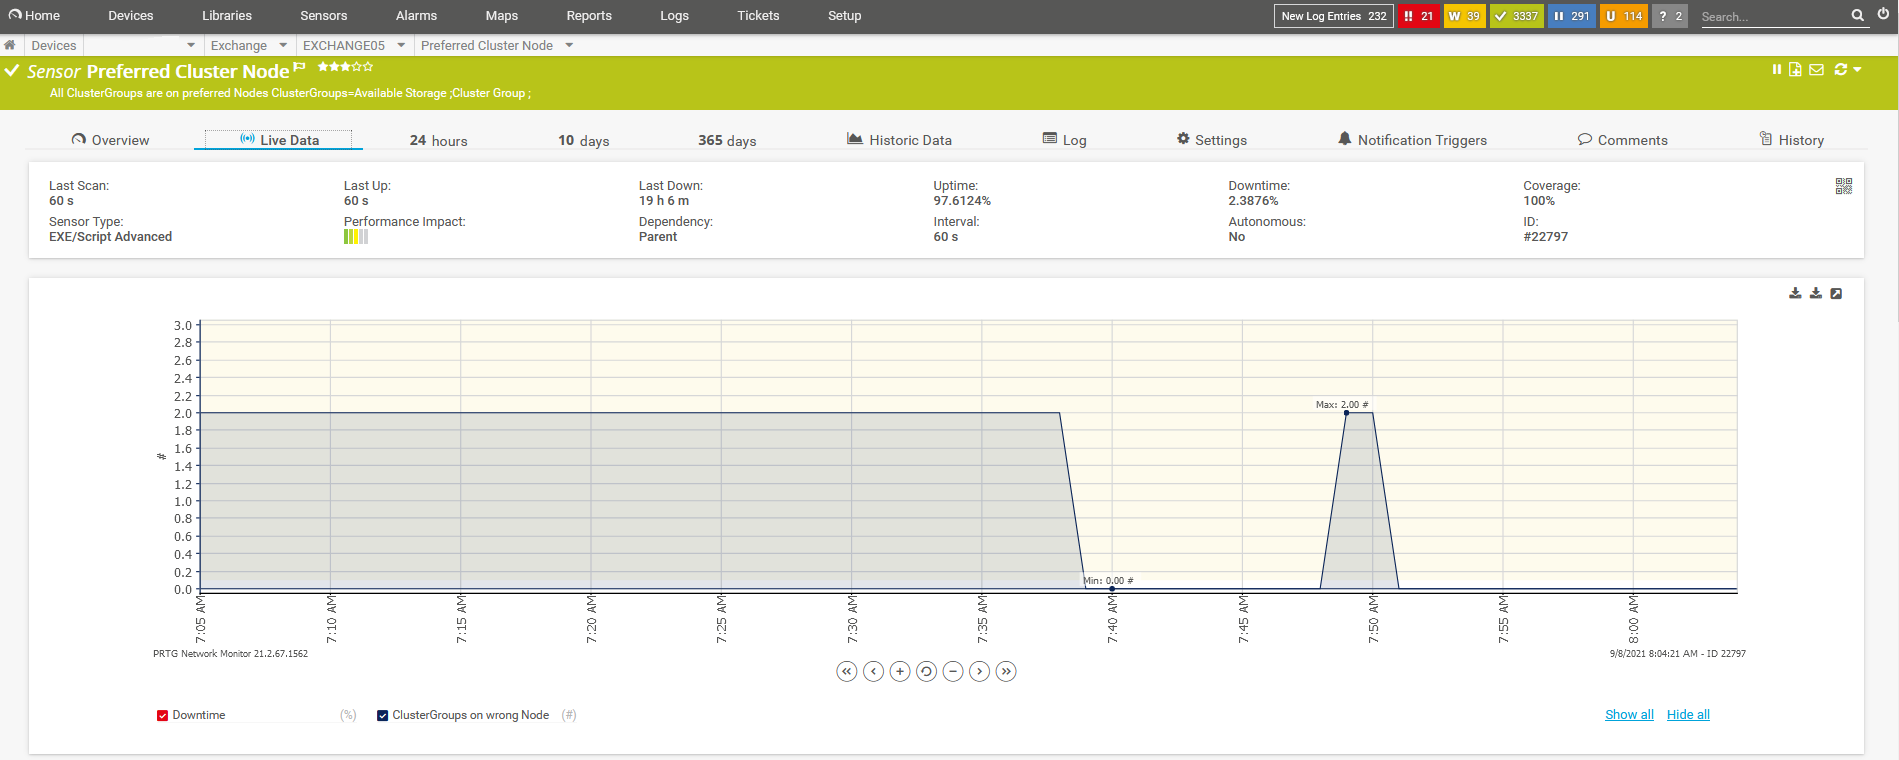 Home Devices Libraries Sensors Alarms Maps Reports Logs Tickets Setup New Log Entries 232 !! 21 W 39 3337 291 U 114 ? 2 Search...
Devices Exchange EXCHANGE05 Preferred Cluster Node
Sensor Preferred Cluster Node
All ClusterGroups are on preferred Nodes ClusterGroups=Available Storage ;Cluster Group ;
Overview Live Data 24 hours 10 days 365 days Historic Data Log Settings Notification Triggers Comments History
Last Scan: Last Up: Last Down: Uptime: Downtime: Coverage:
60 s 60 s 19 h 6 m 97.6124% 2.3876% 100%
Sensor Type: Performance Impact: Dependency: Interval: Autonomous: ID:
EXE/Script Advanced Parent 60 s No #22797
3.0
2.8
2.6
2.4
2.2
2.0
Max: 2.00 #
1.8
1.6
#
1.4
1.2
1.0
0.8
0.6
0.4
0.2
Min: 0.00 #
0.0
7:05 AM 7:10 AM 7:15 AM 7:20 AM 7:25 AM 7:30 AM 7:35 AM 7:40 AM 7:45 AM 7:50 AM 7:55 AM 8:00 AM
PRTG Network Monitor 21.2.67.1562 9/8/2021 8:04:21 AM - ID 22797
Downtime (%) ClusterGroups on wrong Node (#) Show all Hide all